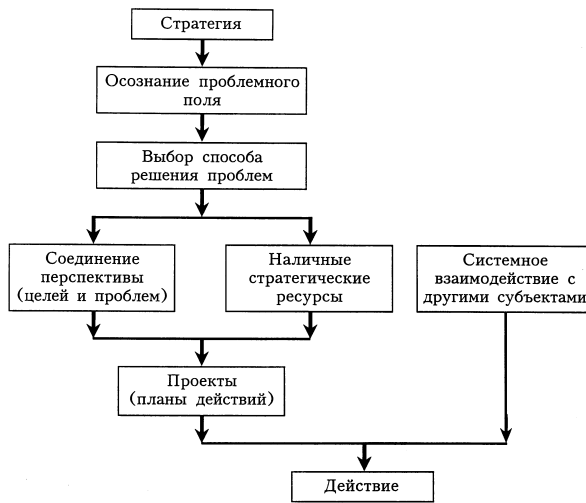 Стратегия
Осознание проблемного
поля
Выбор способа
решения проблем
Соединение
перспективы
(целей и проблем)
Наличные
стратегические
ресурсы
Системное
взаимодействие с
другими субъектами
Проекты
(планы действий)
Действие